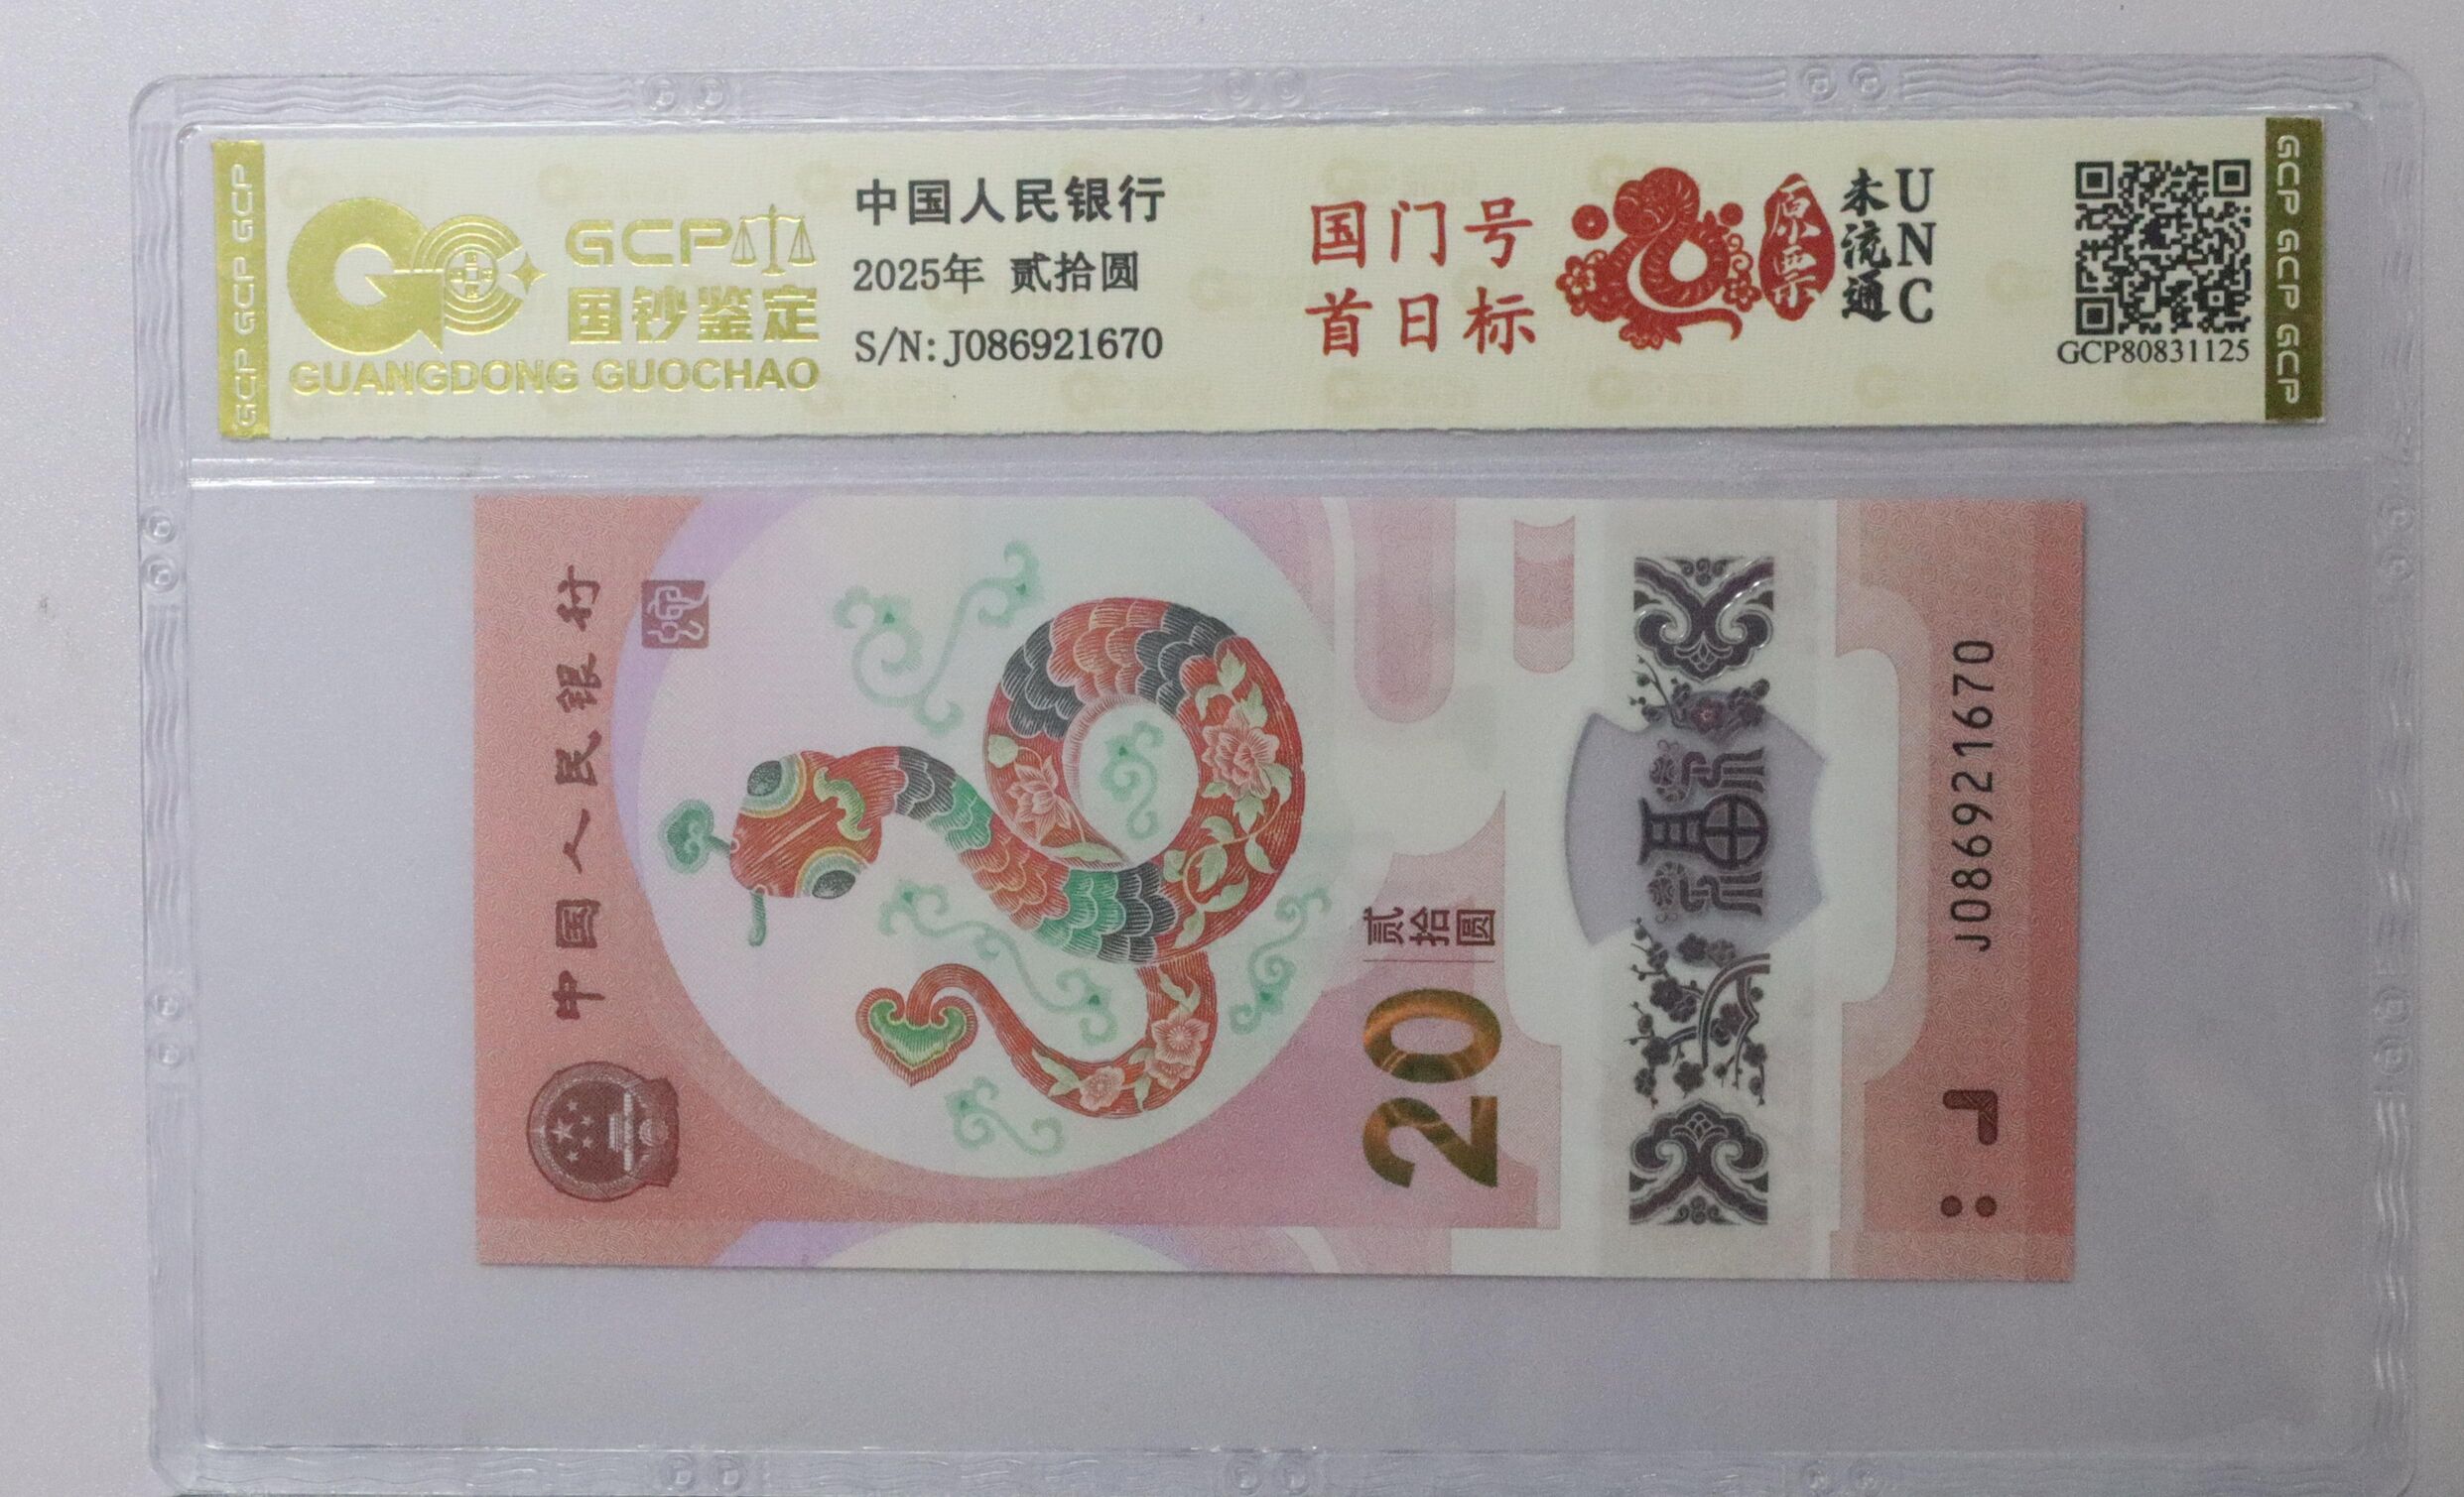 GCP GCP GCP
GCP
国钞鉴定
GUANGDONG GUOCHAO
中国人民银行
2025年 贰拾圆
S/N: J086921670
国门号
首日标
原票
未流通
UNC
GCP80831125
GCP GCP GCP
中国人民银行
贰拾圆
20
福
J086921670